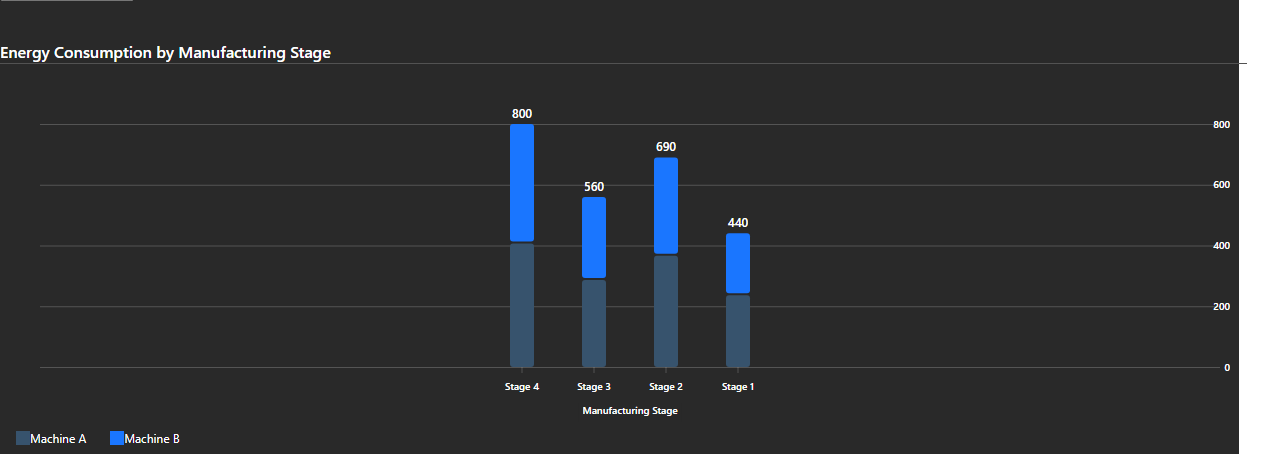 Energy Consumption by Manufacturing Stage
800
560
690
440
800
600
400
200
0
Stage 4 Stage 3 Stage 2 Stage 1
Manufacturing Stage
Machine A Machine B